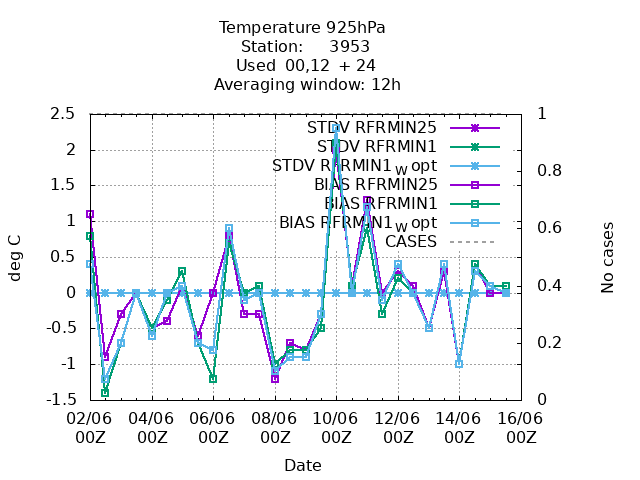 Temperature 925hPa
Station: 3953
Used 00,12 + 24
Averaging window: 12h
2.5
2
1.5
1
0.5
0
-0.5
-1
-1.5
deg C
STDV RFRMIN25
STDV RFRMIN1
STDV RFRMIN1w opt
BIAS RFRMIN25
BIAS RFRMIN1
BIAS RFRMIN1w opt
CASES
1
0.8
0.6
0.4
0.2
0
No cases
02/06 04/06 06/06 08/06 10/06 12/06 14/06 16/06
00Z 00Z 00Z 00Z 00Z 00Z 00Z 00Z
Date